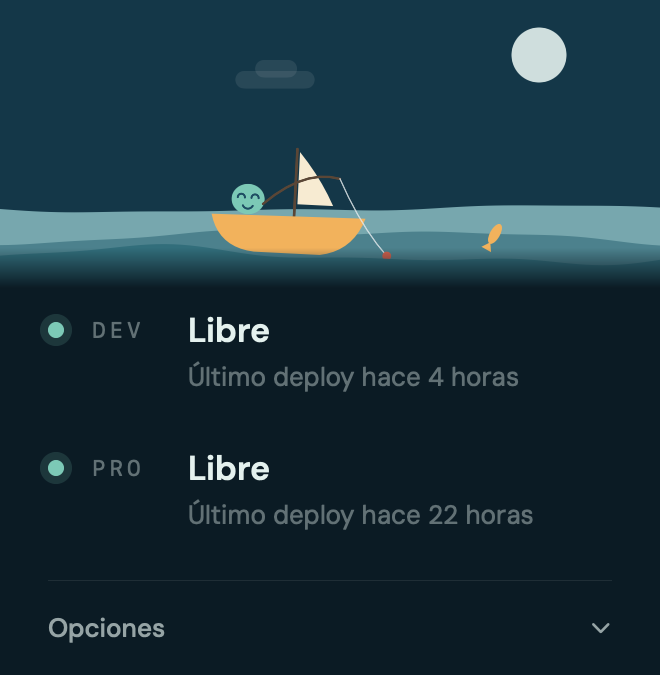 DEV Libre
Último deploy hace 4 horas
PRO Libre
Último deploy hace 22 horas
Opciones